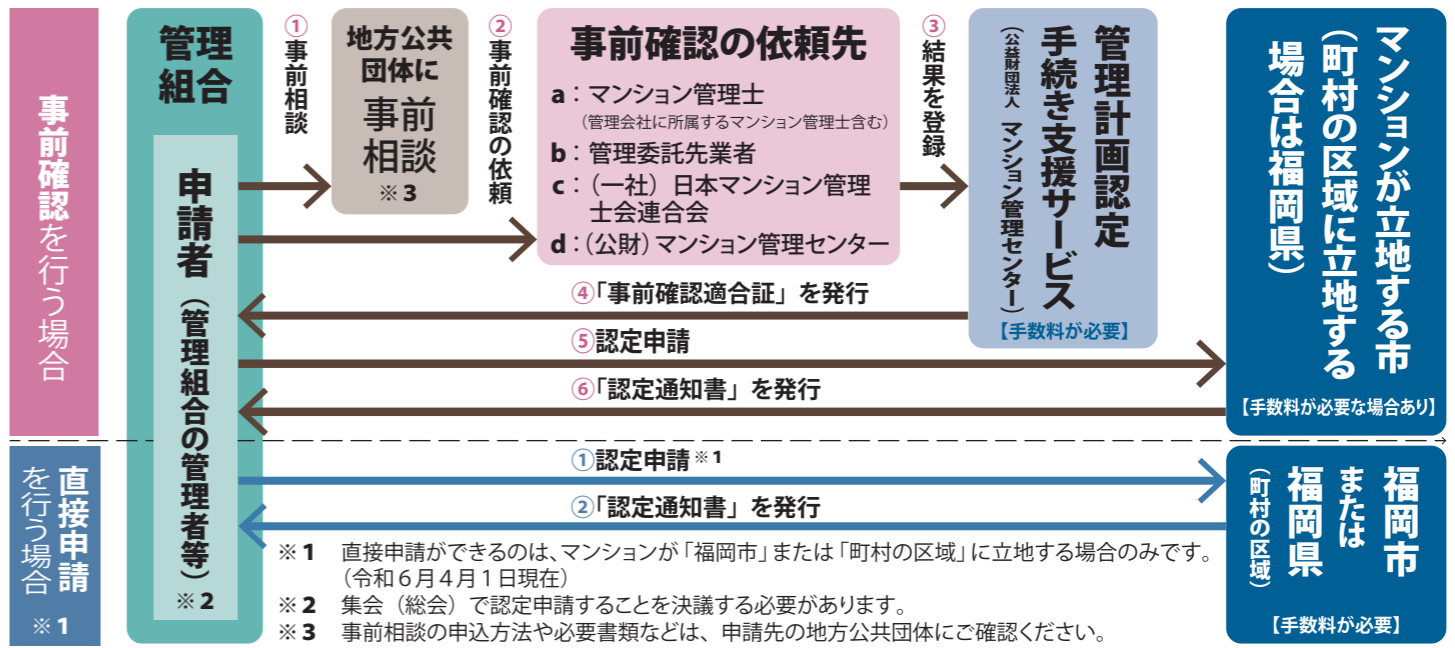 事前確認を行う場合
管理
組合
申請者
（管理組合の管理者等）
※2
①事前相談
地方公共
団体に
事前
相談
※3
②事前確認の依頼
事前確認の依頼先
a：マンション管理士
（管理会社に所属するマンション管理士含む）
b：管理委託先業者
c：（一社）日本マンション管理
士会連合会
d：（公財）マンション管理センター
③結果を登録
管理計画認定
手続き支援サービス
（公益財団法人 マンション管理センター）
【手数料が必要】
マンションが立地する市
（町村の区域に立地する
場合は福岡県）
【手数料が必要な場合あり】
④「事前確認適合証」を発行
⑤認定申請
⑥「認定通知書」を発行
直接申請
を行う場合
※1
①認定申請※1
②「認定通知書」を発行
福岡市
または
福岡県
（町村の区域）
【手数料が必要】
※1 直接申請ができるのは、マンションが「福岡市」または「町村の区域」に立地する場合のみです。
（令和６月４月１日現在）
※2 集会（総会）で認定申請することを決議する必要があります。
※3 事前相談の申込方法や必要書類などは、申請先の地方公共団体にご確認ください。